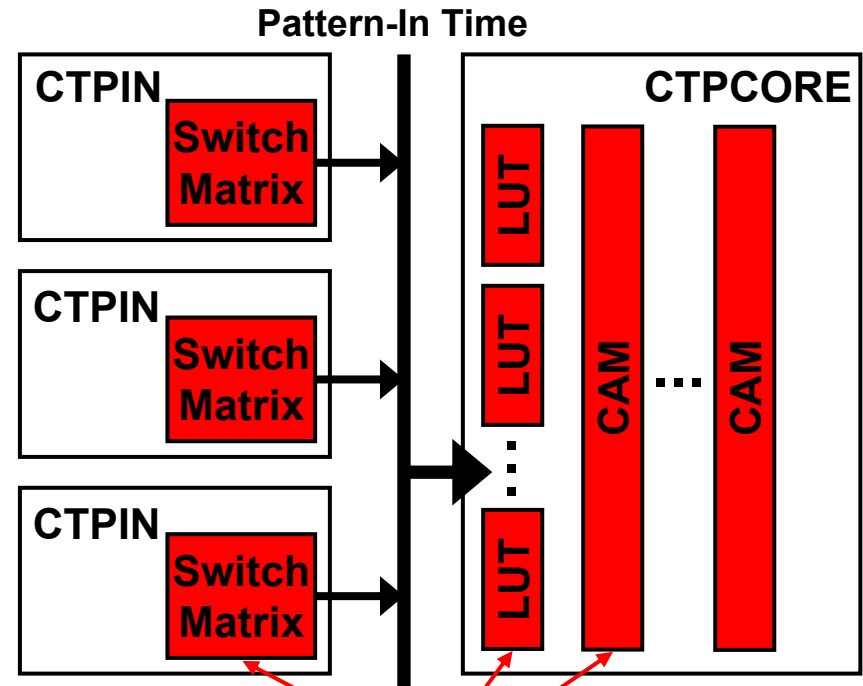 Pattern-In Time
CTPIN
Switch
Matrix
CTPIN
Switch
Matrix
CTPIN
Switch
Matrix
CTPCORE
LUT
LUT
LUT
CAM
...
CAM